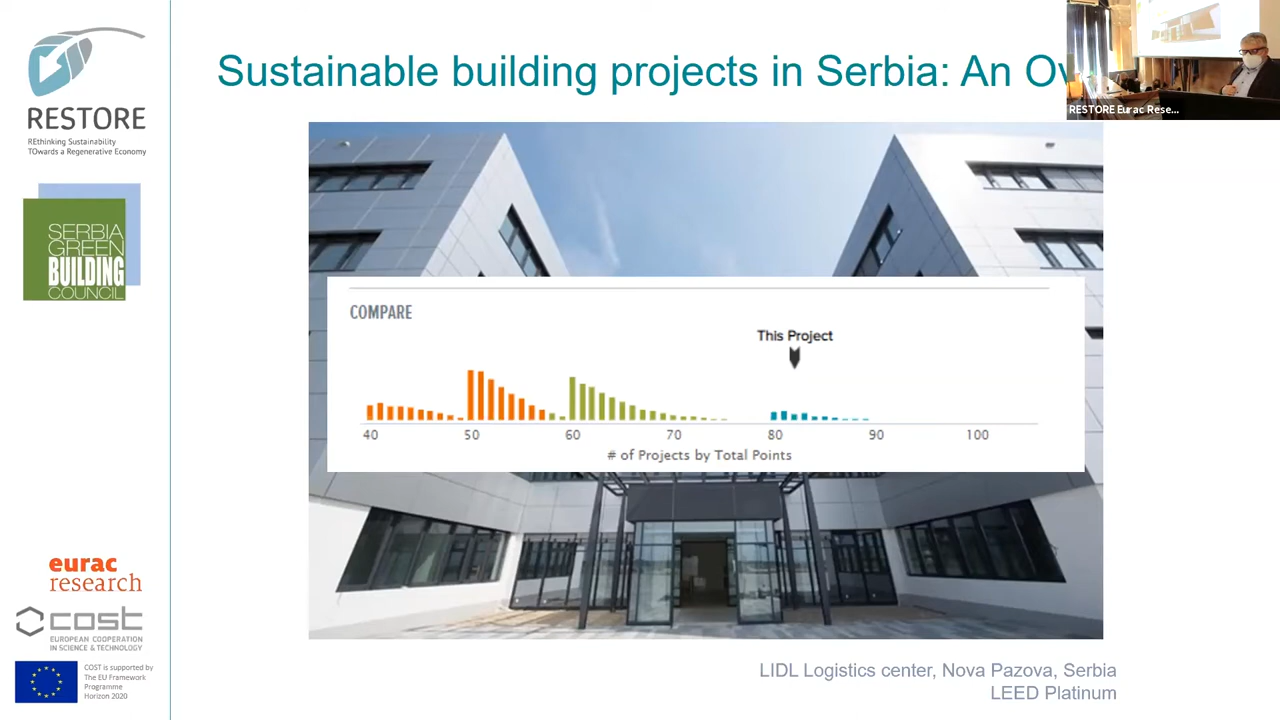 RESTORE
REthinking Sustainability
TOwards a Regenerative Economy
SERBIA
GREEN
BUILDING
COUNCIL
eurac
research
cost
EUROPEAN COOPERATION
IN SCIENCE & TECHNOLOGY
COST is supported by
The EU Framework
Programme
Horizon 2020
Sustainable building projects in Serbia: An Ov
RESTORE Eurac Rese...
COMPARE
This Project
40 50 60 70 80 90 100
# of Projects by Total Points
LIDL Logistics center, Nova Pazova, Serbia
LEED Platinum